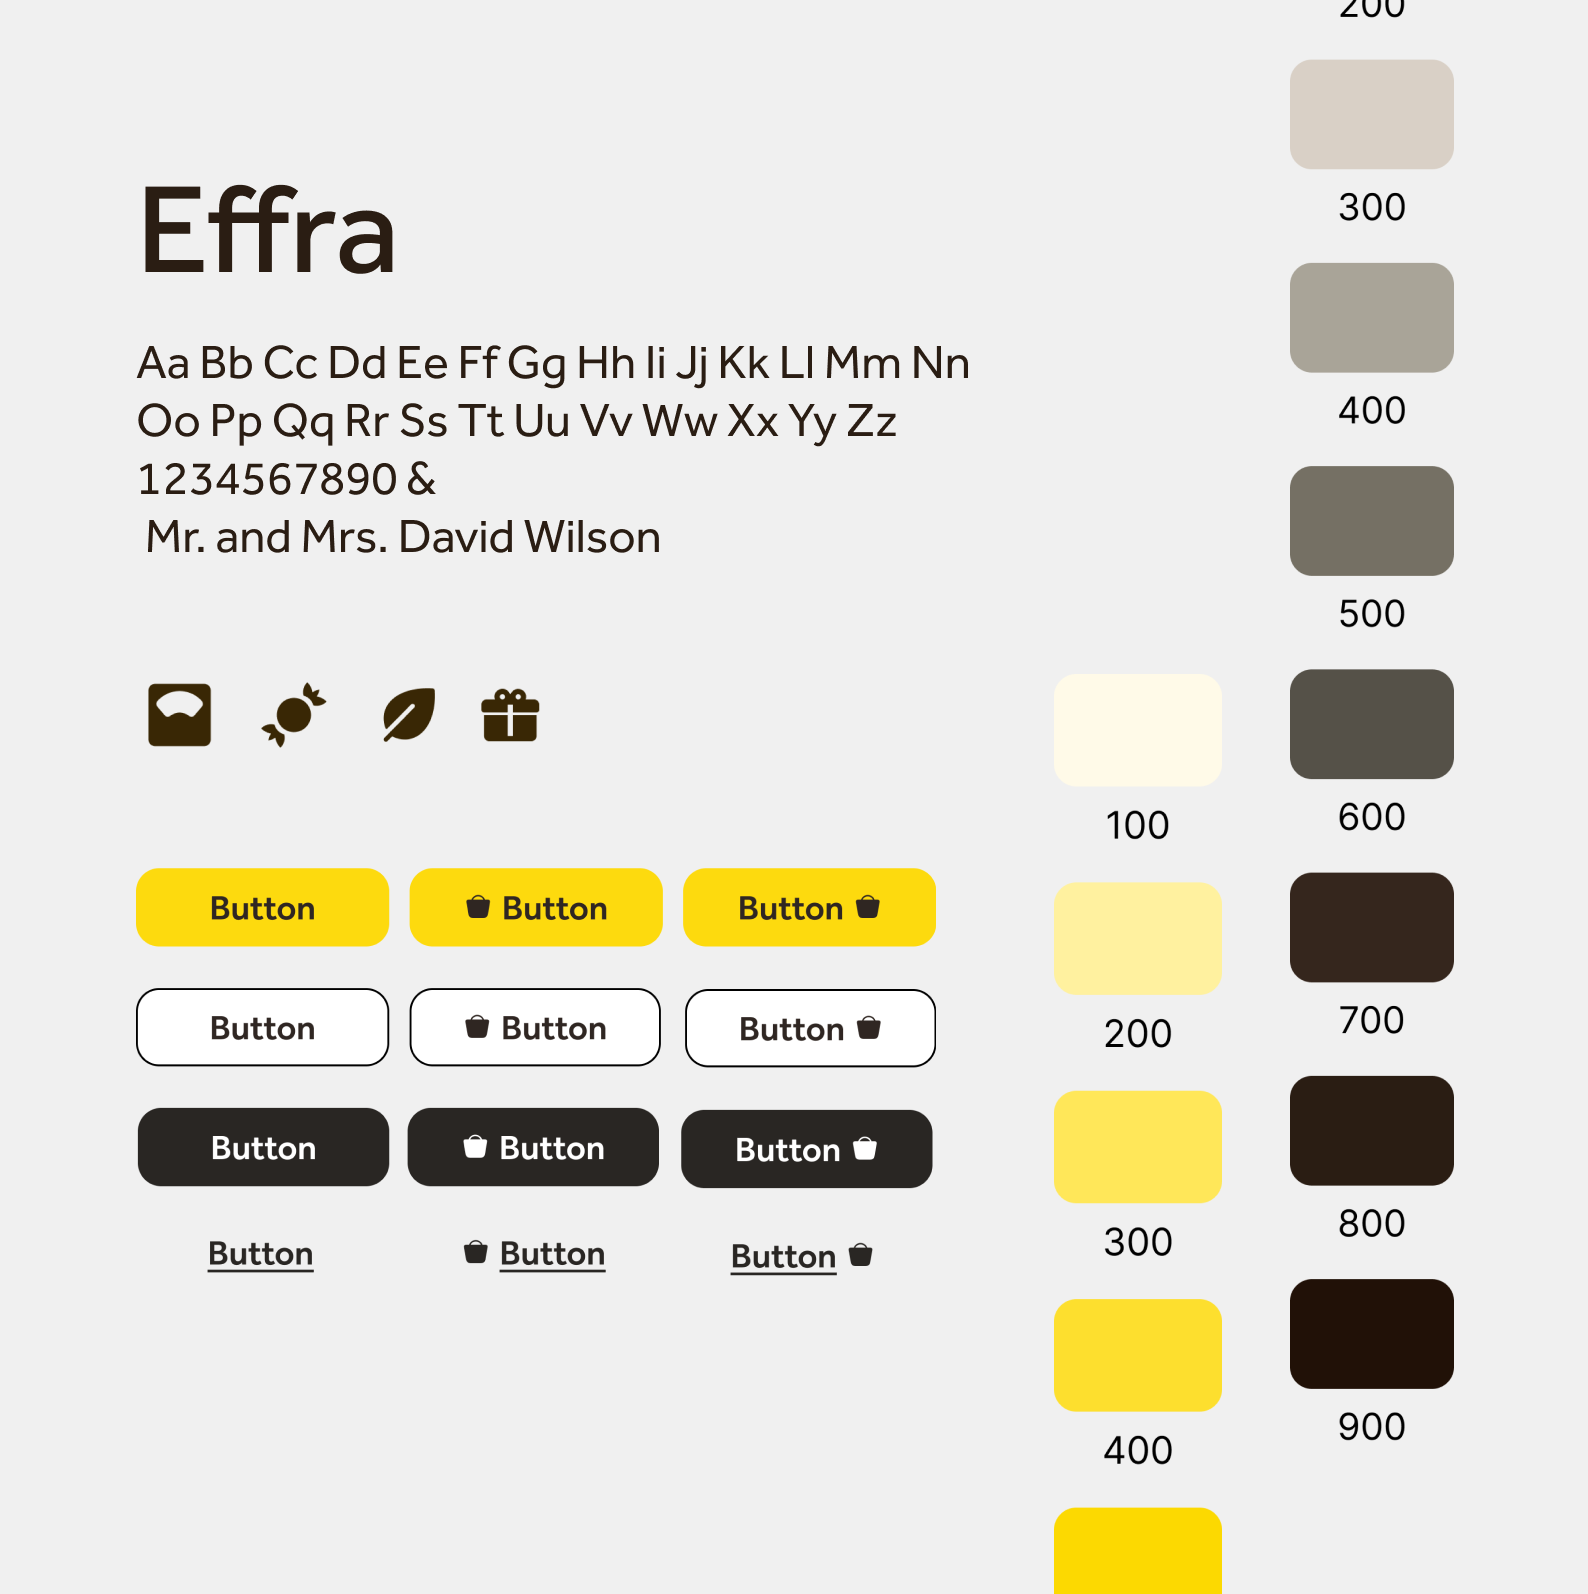 Effra
Aa Bb Cc Dd Ee Ff Gg Hh Ii Jj Kk Ll Mm Nn
Oo Pp Qq Rr Ss Tt Uu Vv Ww Xx Yy Zz
1234567890 &
Mr. and Mrs. David Wilson
Button
Button
Button
Button
Button
Button
Button
Button
Button
Button
Button
Button
100
200
300
400
200
300
400
500
600
700
800
900